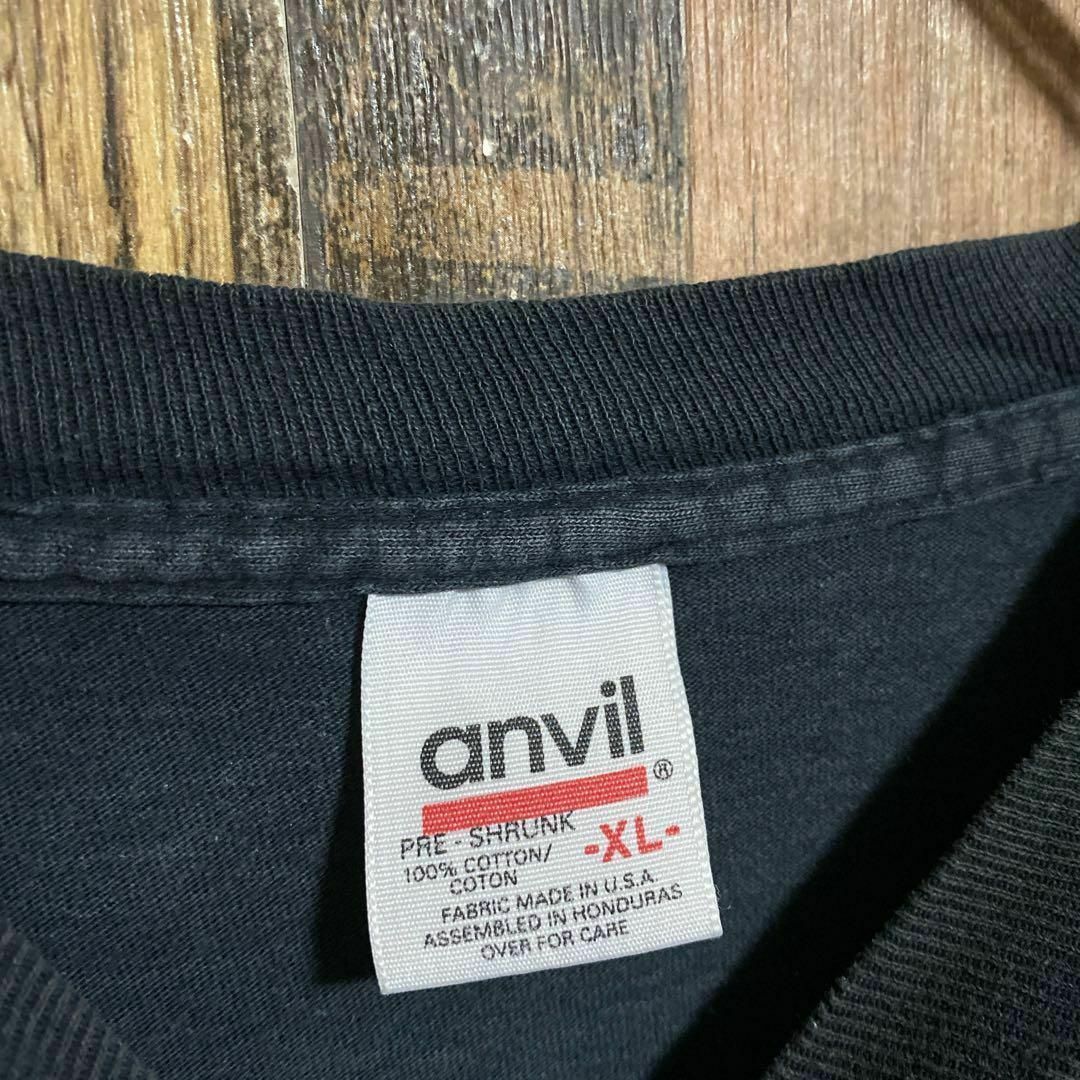 anvil
®
PRE - SHRUNK -XL-
100% COTTON/
COTON
FABRIC MADE IN U.S.A.
ASSEMBLED IN HONDURAS
OVER FOR CARE